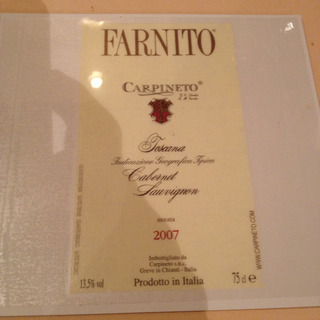 FARNITO
CARPINETO®
Toscana
Indicazione Geografica Tipica
Cabernet
Sauvignon
2007
Imbottigliato da
Carpineto s.r.l.
Greve in Chianti - Italia
13,5% vol
Prodotto in Italia
75 cl e
WWW.CARPINETO.COM